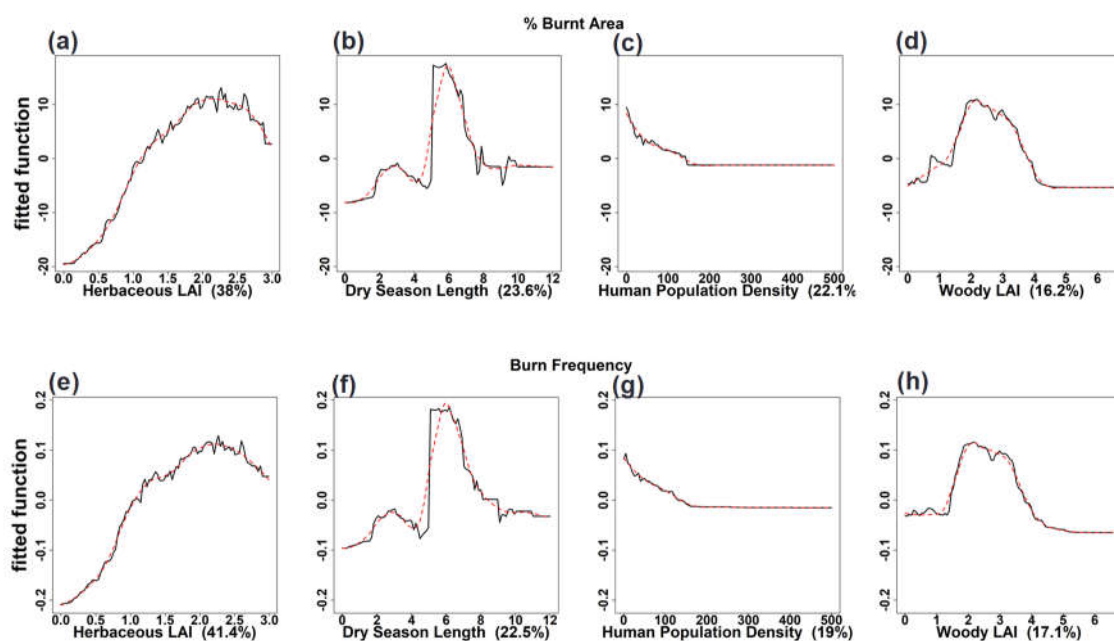 % Burnt Area
(a) (b) (c) (d)
fitted function
-20 -10 0 10
0.0 0.5 1.0 1.5 2.0 2.5 3.0
Herbaceous LAI (38%)
-20 -10 0 10
0 2 4 6 8 10 12
Dry Season Length (23.6%)
-20 -10 0 10
0 100 200 300 400 500
Human Population Density (22.1%
-20 -10 0 10
0 1 2 3 4 5 6
Woody LAI (16.2%)
Burn Frequency
(e) (f) (g) (h)
fitted function
-0.2 -0.1 0.0 0.1 0.2
0.0 0.5 1.0 1.5 2.0 2.5 3.0
Herbaceous LAI (41.4%)
-0.2 -0.1 0.0 0.1 0.2
0 2 4 6 8 10 12
Dry Season Length (22.5%)
-0.2 -0.1 0.0 0.1 0.2
0 100 200 300 400 500
Human Population Density (19%)
-0.2 -0.1 0.0 0.1 0.2
0 1 2 3 4 5 6
Woody LAI (17.1%)